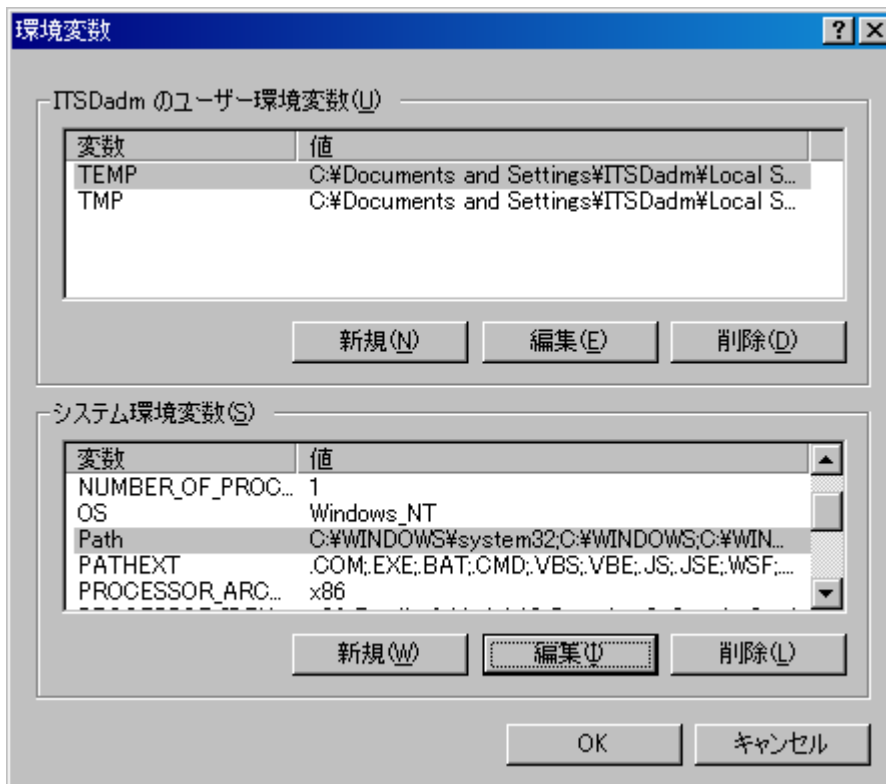 環境変数
ITSDadm のユーザー環境変数(U)
変数 値
TEMP C:¥Documents and Settings¥ITSDadm¥Local S...
TMP C:¥Documents and Settings¥ITSDadm¥Local S...
新規(N) 編集(E) 削除(D)
システム環境変数(S)
変数 値
NUMBER_OF_PROC... 1
OS Windows_NT
Path C:¥WINDOWS¥system32;C:¥WINDOWS;C:¥WIN...
PATHEXT .COM;.EXE;.BAT;.CMD;.VBS;.VBE;.JS;.JSE;.WSF;...
PROCESSOR_ARC... x86
新規(W) 編集(I) 削除(L)
OK キャンセル